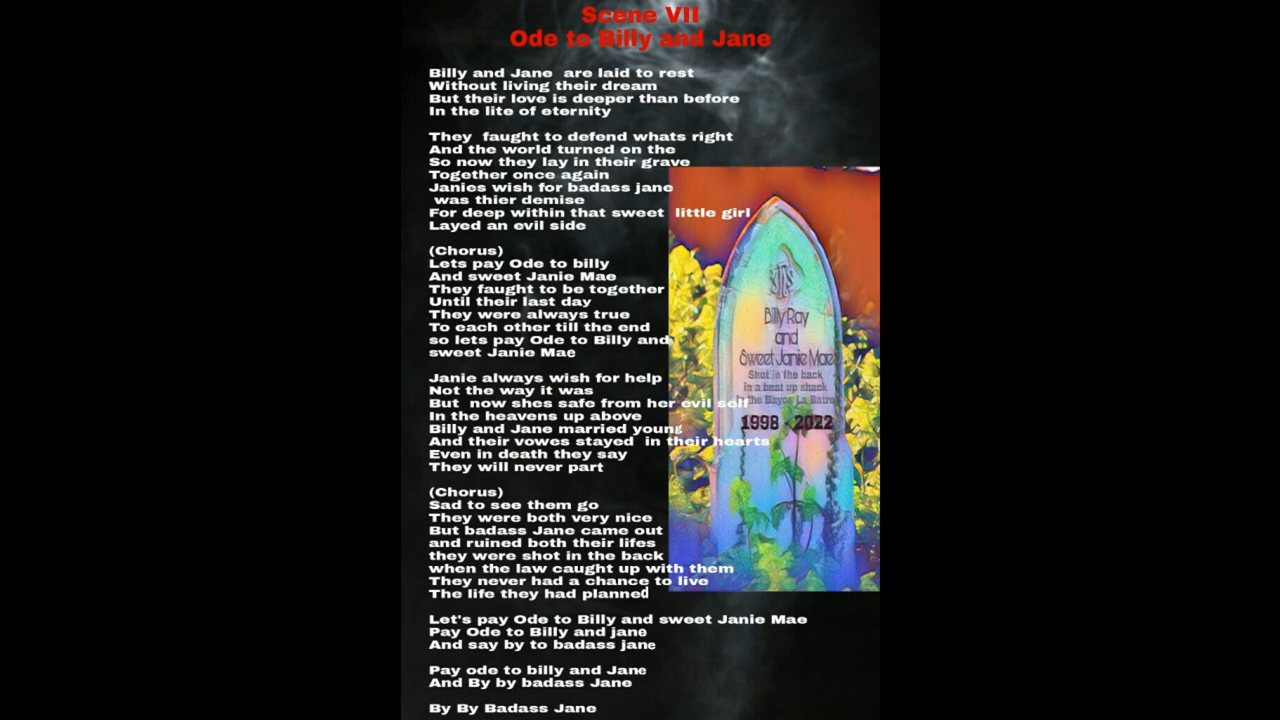 Scene VII
Ode to Billy and Jane
Billy and Jane are laid to rest
Without living their dream
But their love is deeper than before
In the lite of eternity
They faught to defend whats right
And the world turned on the
So now they lay in their grave
Together once again
Janies wish for badass jane
was thier demise
For deep within that sweet little girl
Layed an evil side
(Chorus)
Lets pay Ode to billy
And sweet Janie Mae
They faught to be together
Until their last day
They were always true
To each other till the end
so lets pay Ode to Billy and
sweet Janie Mae
Janie always wish for help
Not the way it was
But now shes safe from her evil self
In the heavens up above
Billy and Jane married young
And their vowes stayed in their hearts
Even in death they say
They will never part
(Chorus)
Sad to see them go
They were both very nice
But badass Jane came out
and ruined both their lifes
they were shot in the back
when the law caught up with them
They never had a chance to live
The life they had planned
Let's pay Ode to Billy and sweet Janie Mae
Pay Ode to Billy and jane
And say by to badass jane
Pay ode to billy and Jane
And By by badass Jane
By By Badass Jane
Billy Ray
and
Sweet Janie Mae
Shot in the back
in a beat up shack
the Bayou La Batre
1998 - 2022